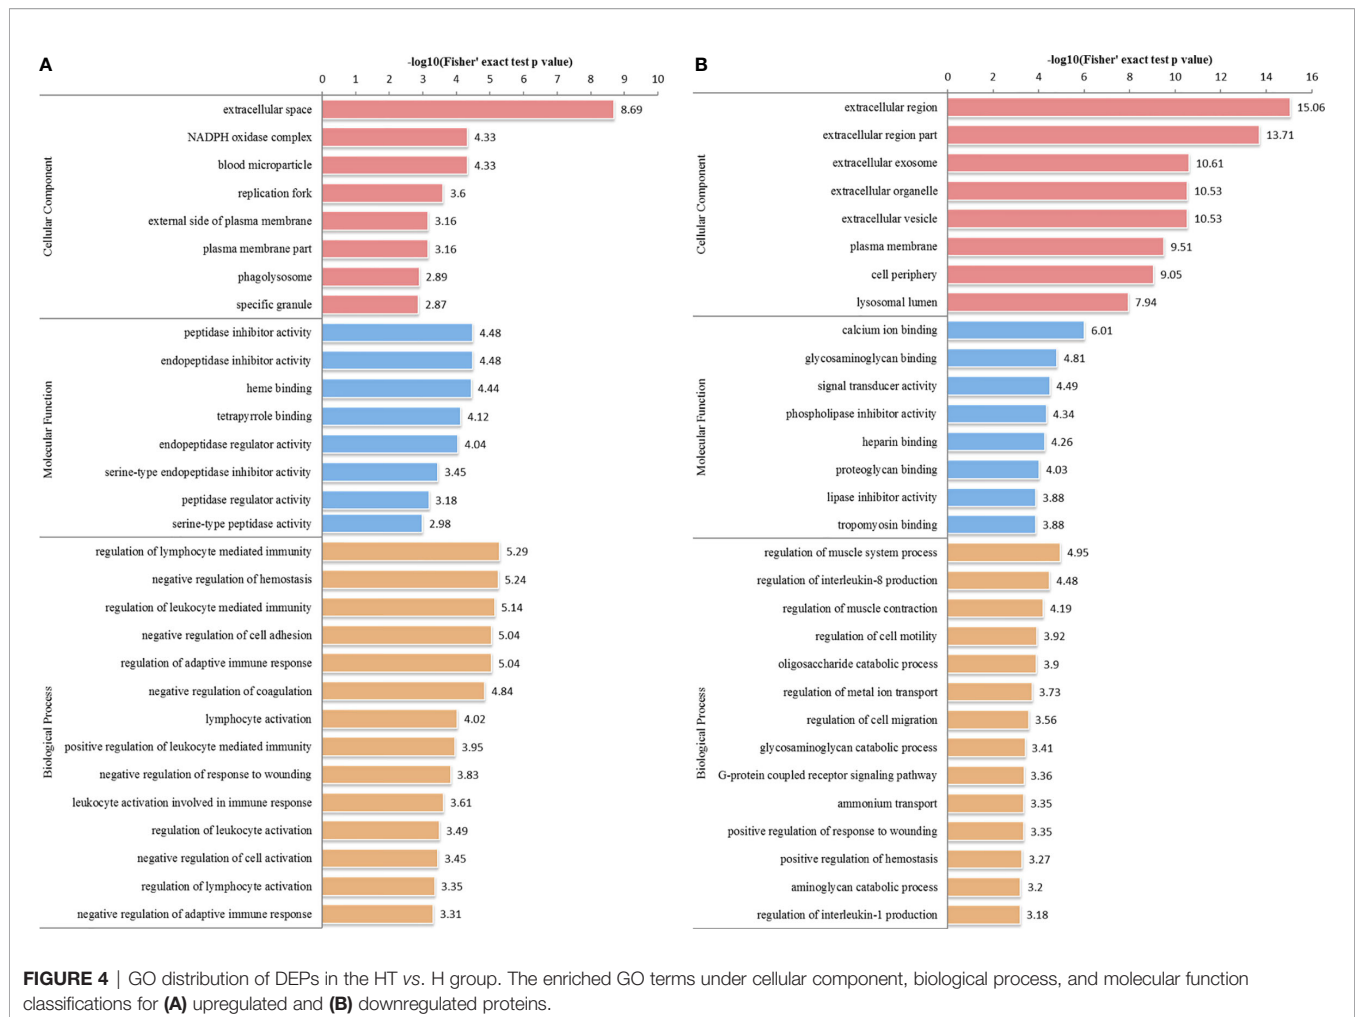 A
-log10(Fisher' exact test p value)
0 1 2 3 4 5 6 7 8 9 10
Cellular Component
extracellular space 8.69
NADPH oxidase complex 4.33
blood microparticle 4.33
replication fork 3.6
external side of plasma membrane 3.16
plasma membrane part 3.16
phagolysosome 2.89
specific granule 2.87
Molecular Function
peptidase inhibitor activity 4.48
endopeptidase inhibitor activity 4.48
heme binding 4.44
tetrapyrrole binding 4.12
endopeptidase regulator activity 4.04
serine-type endopeptidase inhibitor activity 3.45
peptidase regulator activity 3.18
serine-type peptidase activity 2.98
Biological Process
regulation of lymphocyte mediated immunity 5.29
negative regulation of hemostasis 5.24
regulation of leukocyte mediated immunity 5.14
negative regulation of cell adhesion 5.04
regulation of adaptive immune response 5.04
negative regulation of coagulation 4.84
lymphocyte activation 4.02
positive regulation of leukocyte mediated immunity 3.95
negative regulation of response to wounding 3.83
leukocyte activation involved in immune response 3.61
regulation of leukocyte activation 3.49
negative regulation of cell activation 3.45
regulation of lymphocyte activation 3.35
negative regulation of adaptive immune response 3.31
B
-log10(Fisher' exact test p value)
0 2 4 6 8 10 12 14 16
Cellular Component
extracellular region 15.06
extracellular region part 13.71
extracellular exosome 10.61
extracellular organelle 10.53
extracellular vesicle 10.53
plasma membrane 9.51
cell periphery 9.05
lysosomal lumen 7.94
Molecular Function
calcium ion binding 6.01
glycosaminoglycan binding 4.81
signal transducer activity 4.49
phospholipase inhibitor activity 4.34
heparin binding 4.26
proteoglycan binding 4.03
lipase inhibitor activity 3.88
tropomyosin binding 3.88
Biological Process
regulation of muscle system process 4.95
regulation of interleukin-8 production 4.48
regulation of muscle contraction 4.19
regulation of cell motility 3.92
oligosaccharide catabolic process 3.9
regulation of metal ion transport 3.73
regulation of cell migration 3.56
glycosaminoglycan catabolic process 3.41
G-protein coupled receptor signaling pathway 3.36
ammonium transport 3.35
positive regulation of response to wounding 3.35
positive regulation of hemostasis 3.27
aminoglycan catabolic process 3.2
regulation of interleukin-1 production 3.18
FIGURE 4 | GO distribution of DEPs in the HT vs. H group. The enriched GO terms under cellular component, biological process, and molecular function
classifications for (A) upregulated and (B) downregulated proteins.